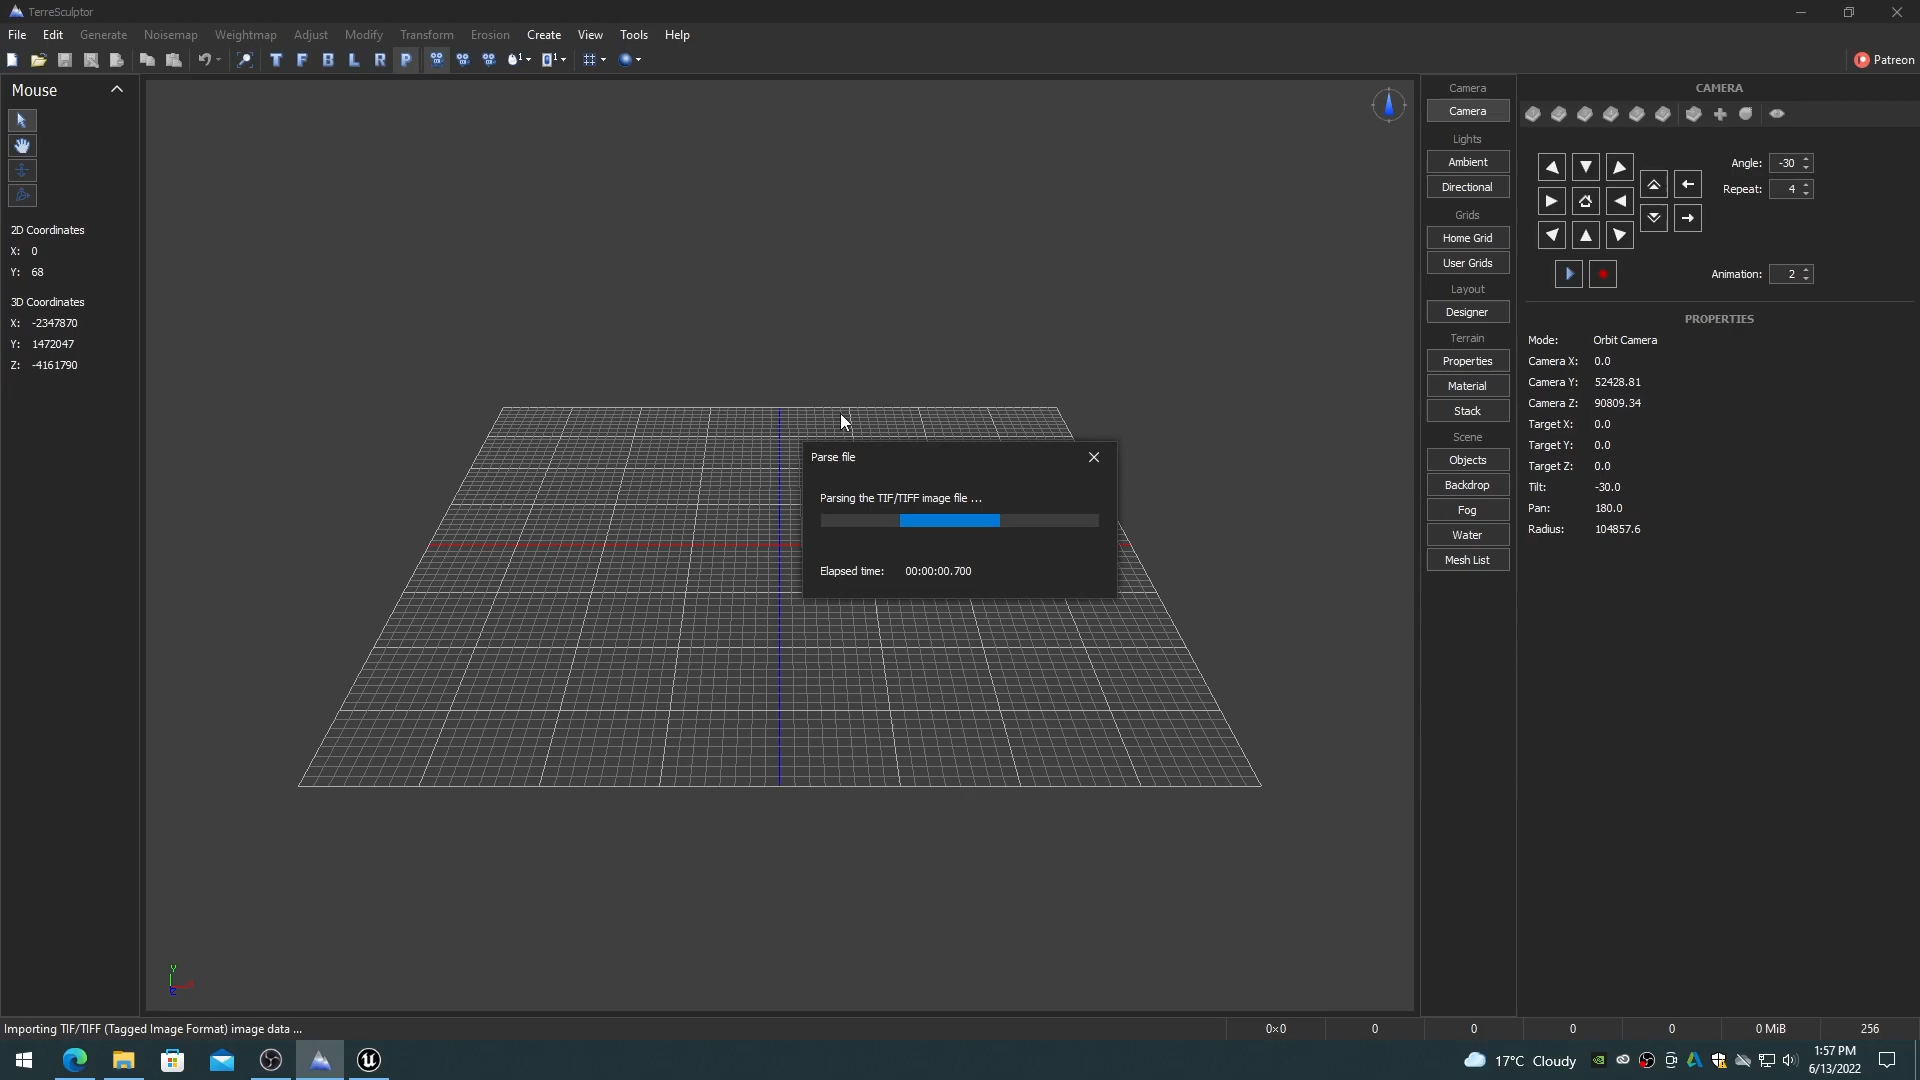 TerreSculptor
File Edit Generate Noisemap Weightmap Adjust Modify Transform Erosion Create View Tools Help
T F B L R P 1 1
Patreon
Mouse
2D Coordinates
X: 0
Y: 68
3D Coordinates
X: -2347870
Y: 1472047
Z: -4161790
Parse file
Parsing the TIF/TIFF image file ...
Elapsed time: 00:00:00.700
Y
Camera
Camera
Lights
Ambient
Directional
Grids
Home Grid
User Grids
Layout
Designer
Terrain
Properties
Material
Stack
Scene
Objects
Backdrop
Fog
Water
Mesh List
CAMERA
Angle: -30
Repeat: 4
Animation: 2
PROPERTIES
Mode: Orbit Camera
Camera X: 0.0
Camera Y: 52428.81
Camera Z: 90809.34
Target X: 0.0
Target Y: 0.0
Target Z: 0.0
Tilt: -30.0
Pan: 180.0
Radius: 104857.6
Importing TIF/TIFF (Tagged Image Format) image data ...
0×0 0 0 0 0 0 MiB 256
17°C Cloudy
1:57 PM
6/13/2022